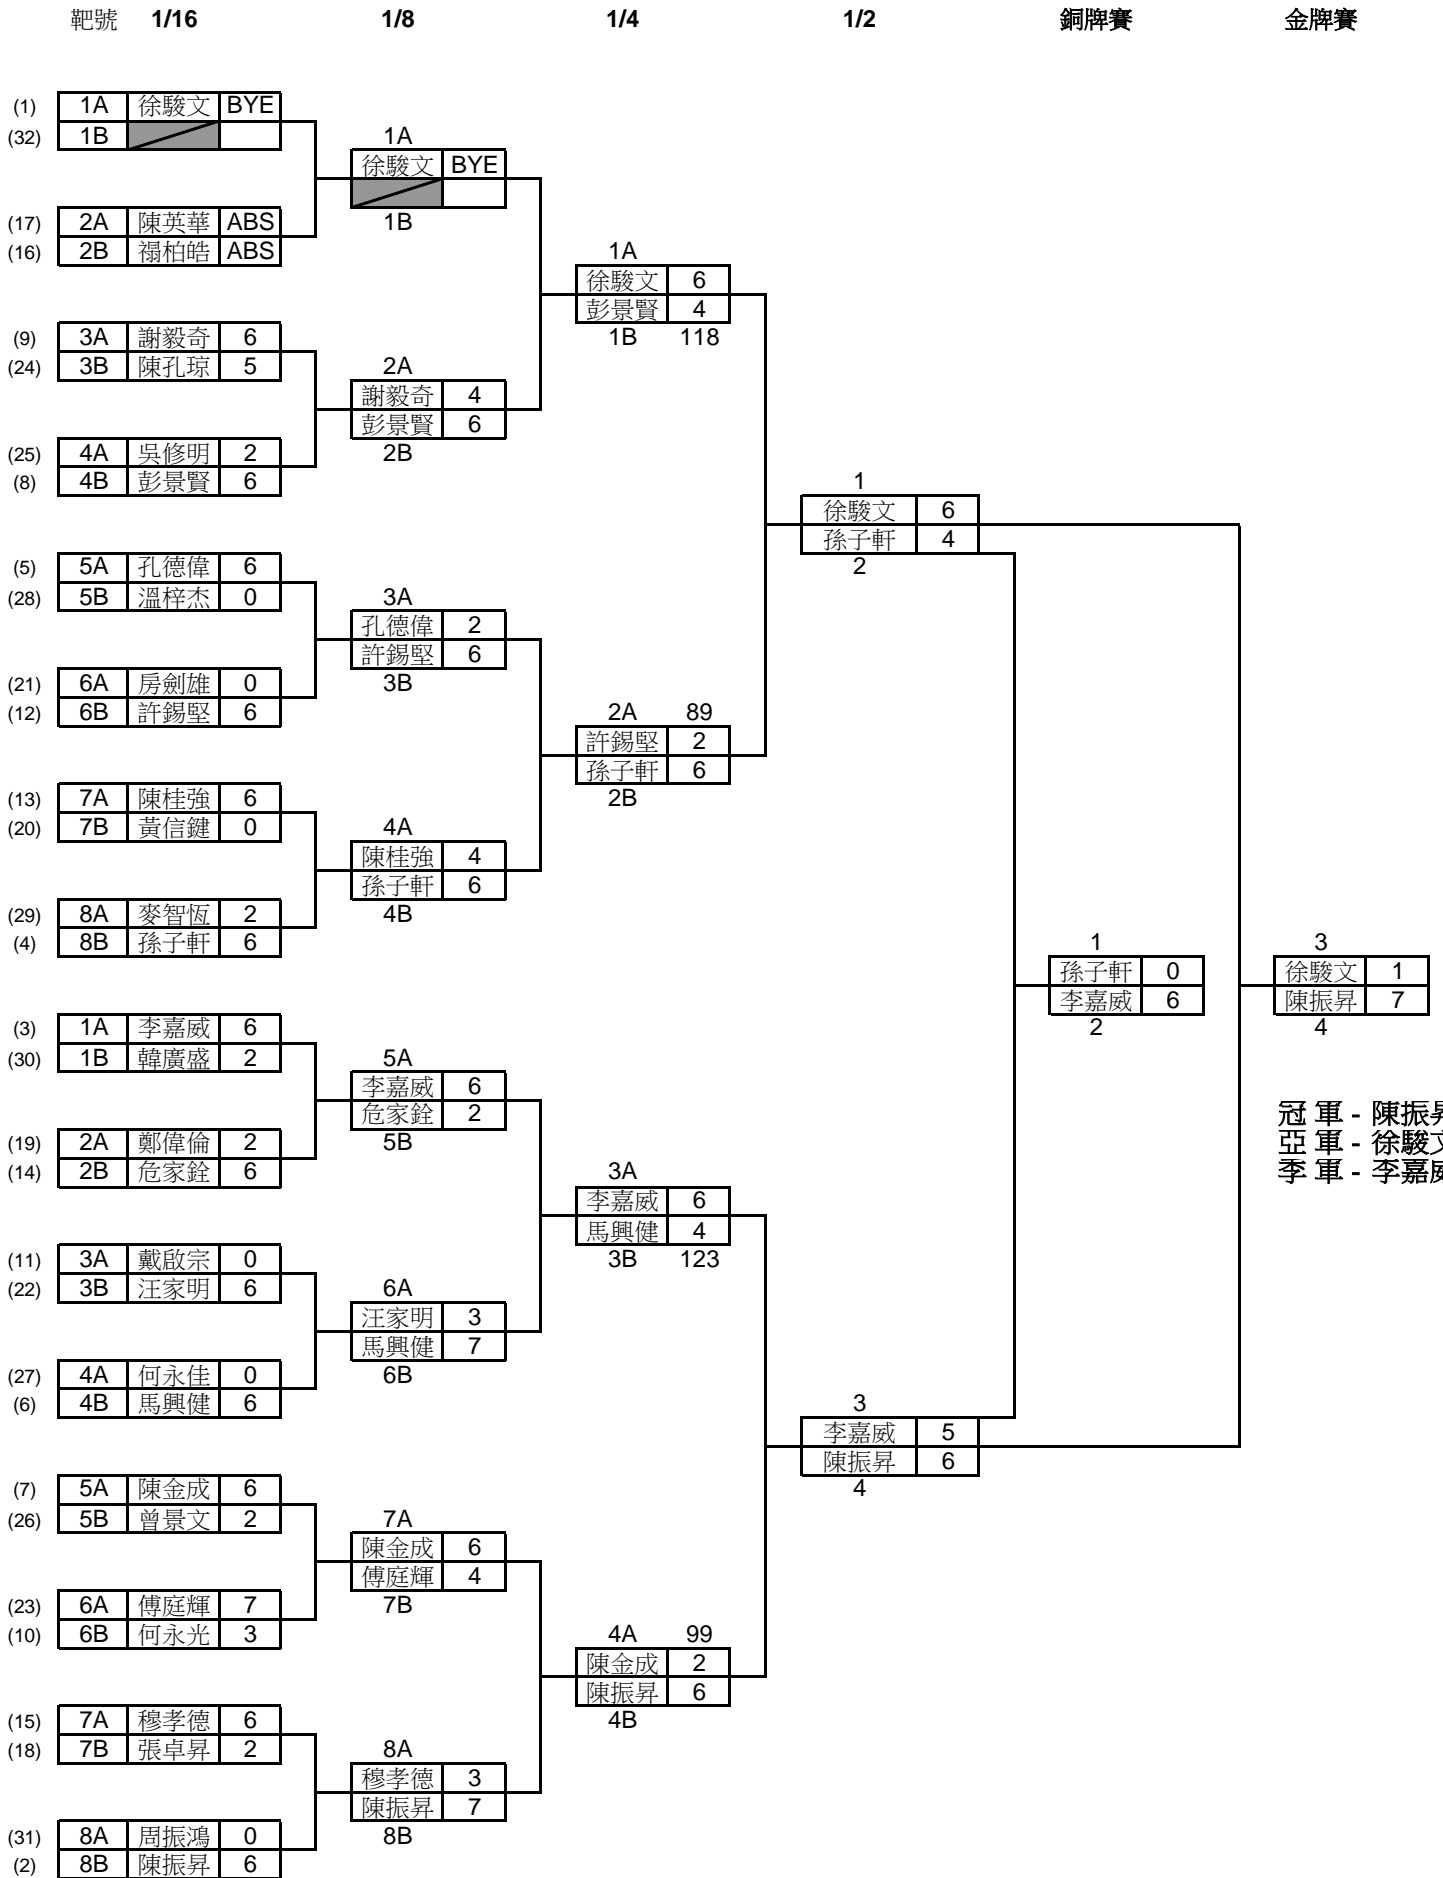 靶號 1/16 1/8 1/4 1/2 銅牌賽 金牌賽
(1) 1A 徐駿文 BYE
(32) 1B 1A
徐駿文 BYE
(17) 2A 陳英華 ABS 1B
(16) 2B 禤柏皓 ABS 1A
徐駿文 6
彭景賢 4
(9) 3A 謝毅奇 6 1B 118
(24) 3B 陳孔琼 5 2A
謝毅奇 4
彭景賢 6
(25) 4A 吳修明 2 2B
(8) 4B 彭景賢 6 1
徐駿文 6
孫子軒 4
(5) 5A 孔德偉 6 2
(28) 5B 溫梓杰 0 3A
孔德偉 2
許錫堅 6
(21) 6A 房劍雄 0 3B
(12) 6B 許錫堅 6 2A 89
許錫堅 2
孫子軒 6
(13) 7A 陳桂強 6 2B
(20) 7B 黃信鍵 0 4A
陳桂強 4
孫子軒 6
(29) 8A 麥智恆 2 4B
(4) 8B 孫子軒 6 1 3
孫子軒 0 徐駿文 1
李嘉威 6 陳振昇 7
(3) 1A 李嘉威 6 2 4
(30) 1B 韓廣盛 2 5A
李嘉威 6
危家銓 2 冠 軍 - 陳振昇
(19) 2A 鄭偉倫 2 5B 亞 軍 - 徐駿文
(14) 2B 危家銓 6 3A 季 軍 - 李嘉威
李嘉威 6
馬興健 4
(11) 3A 戴啟宗 0 3B 123
(22) 3B 汪家明 6 6A
汪家明 3
馬興健 7
(27) 4A 何永佳 0 6B
(6) 4B 馬興健 6 3
李嘉威 5
陳振昇 6
(7) 5A 陳金成 6 4
(26) 5B 曾景文 2 7A
陳金成 6
傅庭輝 4
(23) 6A 傅庭輝 7 7B
(10) 6B 何永光 3 4A 99
陳金成 2
陳振昇 6
(15) 7A 穆孝德 6 4B
(18) 7B 張卓昇 2 8A
穆孝德 3
陳振昇 7
(31) 8A 周振鴻 0 8B
(2) 8B 陳振昇 6